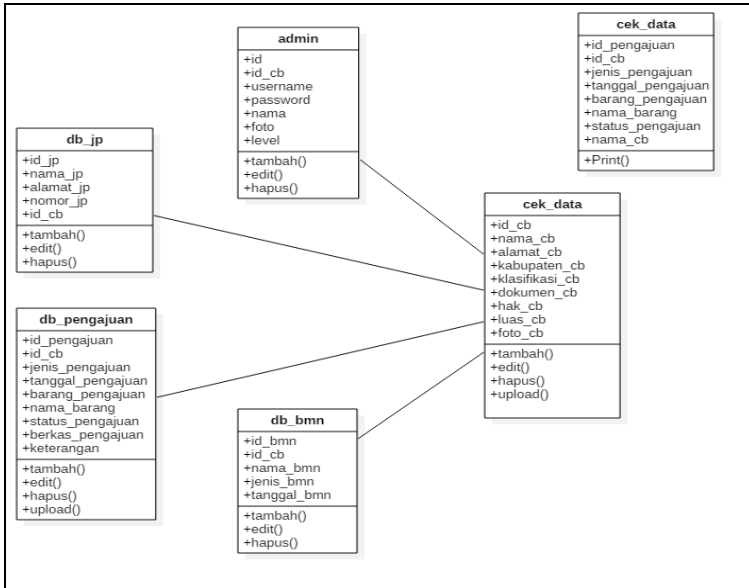 admin
+id
+id_cb
+username
+password
+nama
+foto
+level
+tambah()
+edit()
+hapus()
cek_data
+id_pengajuan
+id_cb
+jenis_pengajuan
+tanggal_pengajuan
+barang_pengajuan
+nama_barang
+status_pengajuan
+nama_cb
+Print()
db_jp
+id_jp
+nama_jp
+alamat_jp
+nomor_jp
+id_cb
+tambah()
+edit()
+hapus()
cek_data
+id_cb
+nama_cb
+alamat_cb
+kabupaten_cb
+klasifikasi_cb
+dokumen_cb
+hak_cb
+luas_cb
+foto_cb
+tambah()
+edit()
+hapus()
+upload()
db_pengajuan
+id_pengajuan
+id_cb
+jenis_pengajuan
+tanggal_pengajuan
+barang_pengajuan
+nama_barang
+status_pengajuan
+berkas_pengajuan
+keterangan
+tambah()
+edit()
+hapus()
+upload()
db_bmn
+id_bmn
+id_cb
+nama_bmn
+jenis_bmn
+tanggal_bmn
+tambah()
+edit()
+hapus()